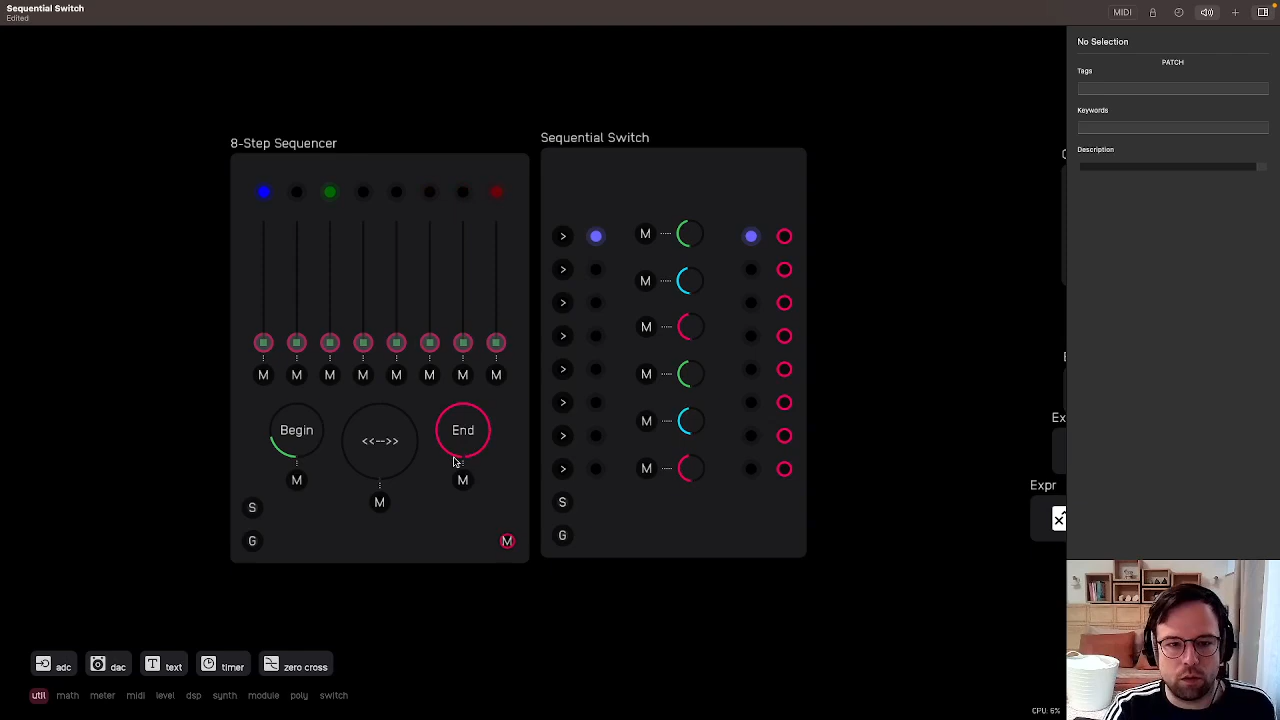 Sequential Switch
Edited
MIDI
No Selection
PATCH
Tags
Keywords
Description
8-Step Sequencer
M M M M M M M M
Begin
<<-->>
End
M
M
M
S
G
M
Sequential Switch
> M
> M
> M
> M
> M
> M
>
>
S
G
Ex
Expr
x^
adc
dac
text
timer
zero cross
util math meter midi level dsp synth module poly switch
CPU: 6%